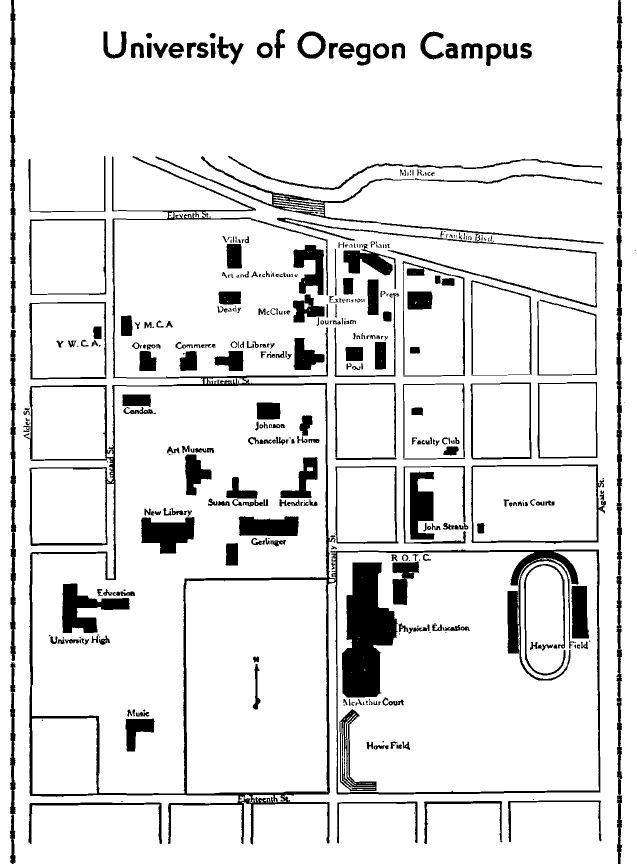 University of Oregon Campus
Mill Race
Eleventh St.
Franklin Blvd.
Villard
Heating Plant
Art and Architecture
Extension
Press
Deady
McClure
Journalism
Y M.C.A
Y W.C.A.
Oregon
Commerce
Old Library
Friendly
Infirmary
Pool
Thirteenth St.
Condon
Johnson
Chancellor's Home
Faculty Club
Alder St.
Kincaid St.
Art Museum
Susan Campbell
Hendricks
Tennis Courts
Agate St.
New Library
Gerlinger
John Straub
University St.
R.O.T.C.
Education
University High
Physical Education
Hayward Field
N
McArthur Court
Music
Howe Field
Eighteenth St.